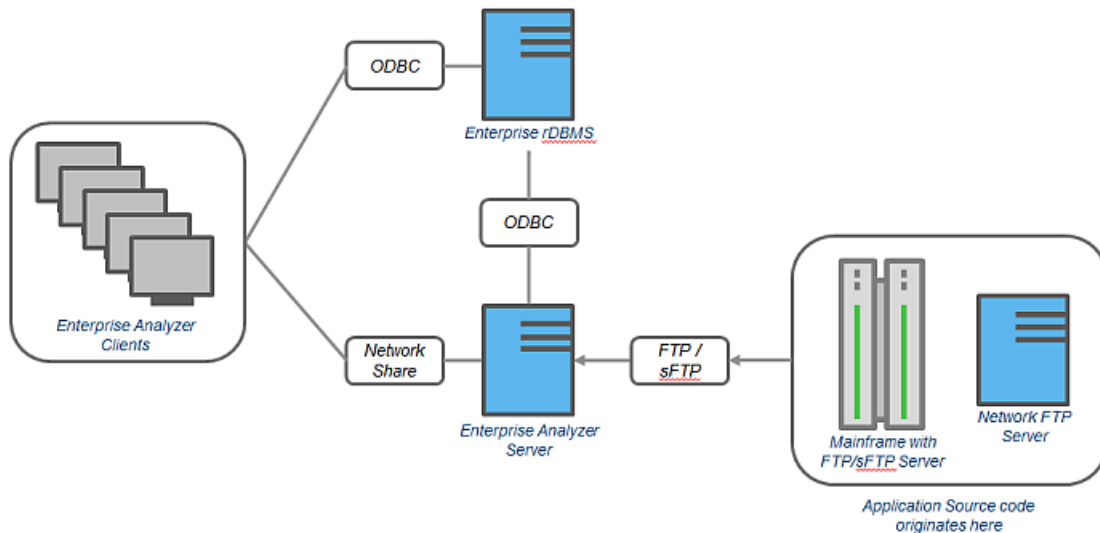 ODBC
Enterprise rDBMS
Enterprise Analyzer
Clients
ODBC
Network
Share
Enterprise Analyzer
Server
FTP /
sFTP
Mainframe with
FTP/sFTP Server
Network FTP
Server
Application Source code
originates here